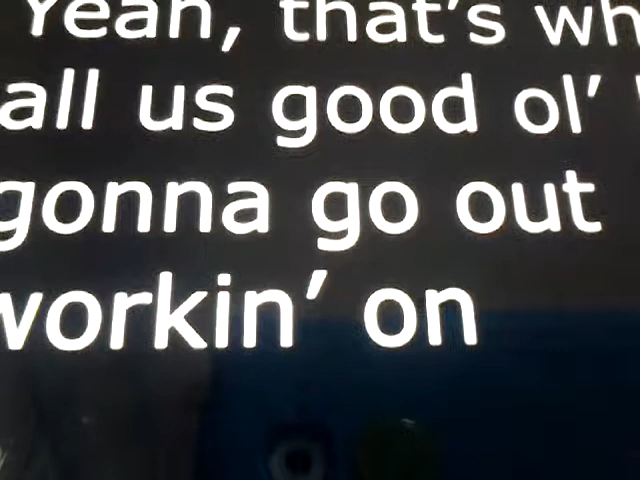 Yeah, that's wh
all us good ol'
gonna go out
workin' on